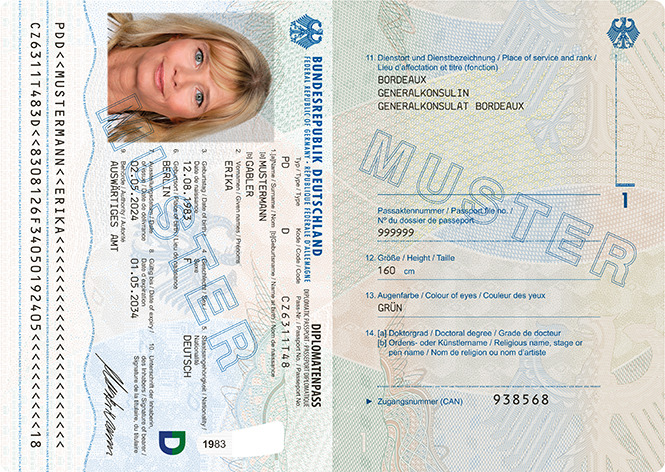 BUNDESREPUBLIK DEUTSCHLAND
FEDERAL REPUBLIC OF GERMANY • RÉPUBLIQUE FÉDÉRALE D'ALLEMAGNE
DIPLOMATENPASS
DIPLOMATIC PASSPORT / PASSEPORT DIPLOMATIQUE
Typ / Type / Type Kode / Code / Code Pass-Nr. / Passport No. / Passeport No
PD D CZ6311T48
1.[a]Name / Surname / Nom [b]Geburtsname / Name at birth / Nom de naissance
[a] MUSTERMANN
[b] GABLER
2. Vornamen / Given names / Prénoms
ERIKA
3. Geburtstag / Date of birth / Date de naissance
12.08.1983
4. Geschlecht / Sex / Sexe
F
5. Staatsangehörigkeit / Nationality / Nationalité
DEUTSCH
6. Geburtsort / Place of birth / Lieu de naissance
BERLIN
7. Ausstellungsdatum / Date of issue / Date de délivrance
02.05.2024
8. Gültig bis / Date of expiry / Date d'expiration
01.05.2034
9. Behörde / Authority / Autorité
AUSWÄRTIGES AMT
10. Unterschrift der Inhaberin, des Inhabers / Signature of bearer / Signature de la titulaire, du titulaire
D
1983
MUSTER
PDD<<MUSTERMANN<<ERIKA<<<<<<<<<<<<<<<<<<<<<<
CZ6311T483D<<8308126F34050192405<<<<<<<<<<18
11. Dienstort und Dienstbezeichnung / Place of service and rank /
Lieu d'affectation et titre (fonction)
BORDEAUX
GENERALKONSULIN
GENERALKONSULAT BORDEAUX
MUSTER
1
Passaktennummer / Passport file no. /
N° du dossier de passeport
999999
12. Größe / Height / Taille
160 cm
13. Augenfarbe / Colour of eyes / Couleur des yeux
GRÜN
14. [a] Doktorgrad / Doctoral degree / Grade de docteur
[b] Ordens- oder Künstlername / Religious name, stage or
pen name / Nom de religion ou nom d'artiste
► Zugangsnummer (CAN) 938568